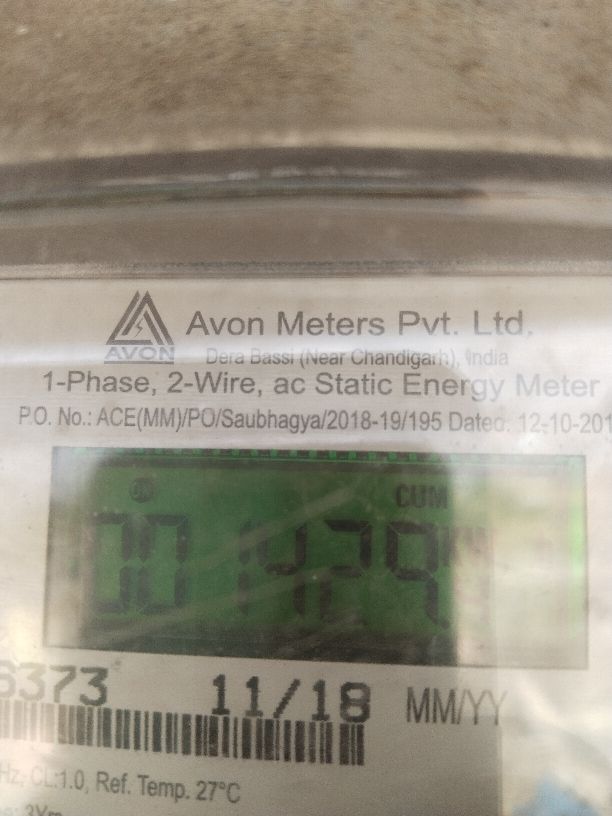 Avon Meters Pvt. Ltd.
AVON
Dera Bassi (Near Chandigarh), India
1-Phase, 2-Wire, ac Static Energy Meter
P.O. No.: ACE(MM)/PO/Saubhagya/2018-19/195 Dated: 12-10-201
CUM
001429
6373 11/18 MM/YY
Hz, CL:1.0, Ref. Temp. 27°C